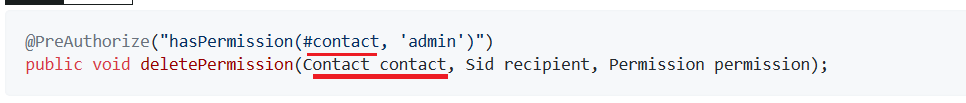 @PreAuthorize("hasPermission(#contact, 'admin')")
public void deletePermission(Contact contact, Sid recipient, Permission permission);